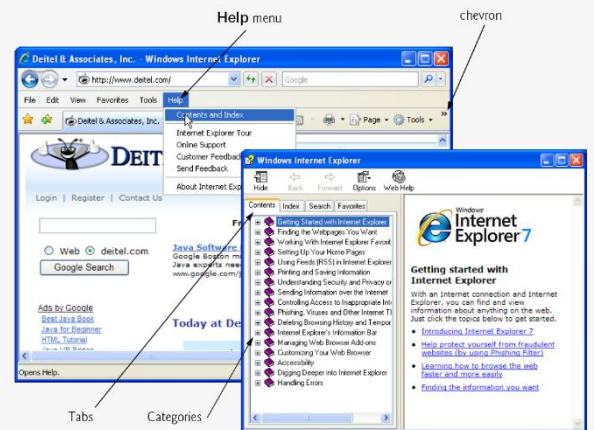 Help menu
chevron
Deitel & Associates, Inc. - Windows Internet Explorer
http://www.deitel.com/
Google
File Edit View Favorites Tools Help
Contents and Index
Internet Explorer Tour
Online Support
Customer Feedback
Send Feedback
About Internet Exp
Deitel & Associates, Inc.
Page
Tools
DEIT
Login | Register | Contact Us
Web deitel.com
Google Search
Java Software
Google Boston
Java experts nee
www.google.com/j
Ads by Google
Best Java Book
Java for Beginner
HTML Tutorial
Today at De
Opens Help.
Windows Internet Explorer
Hide Back Forward Options Web Help
Contents Index Search Favorites
Getting Started with Internet Explorer
Finding the Webpages You Want
Working With Internet Explorer Favorit
Setting Up Your Home Pages
Using Feeds (RSS) in Internet Explorer
Printing and Saving Information
Understanding Security and Privacy or
Sending Information over the Internet
Controlling Access to Inappropriate Int
Phishing, Viruses and Other Internet T
Deleting Browsing History and Tempor
Internet Explorer's Information Bar
Managing Web Browser Add-ons
Customizing Your Web Browser
Accessibility
Digging Deeper into Internet Explorer
Handling Errors
Windows
Internet
Explorer 7
Getting started with
Internet Explorer
With an Internet connection and Internet
Explorer, you can find and view
information about anything on the web.
Just click the topics below to get started.
Introducing Internet Explorer 7
Help protect yourself from fraudulent
websites (by using Phishing Filter)
Learning how to browse the web
faster and more easily
Finding the information you want
Tabs
Categories